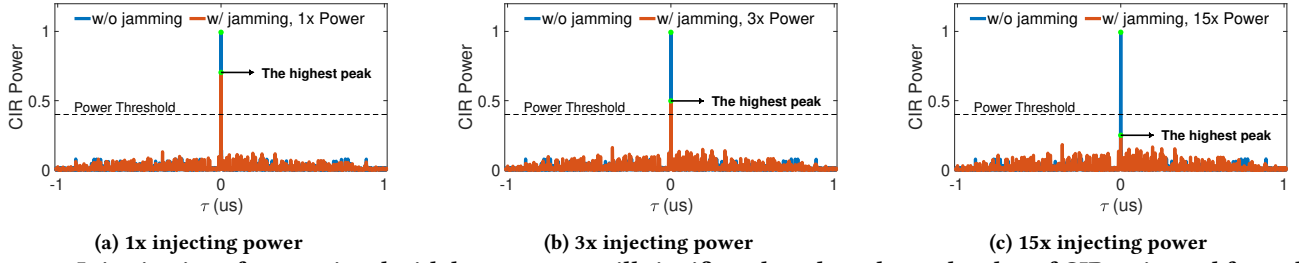 w/o jamming w/ jamming, 1x Power
CIR Power
1
0.5
0
Power Threshold
The highest peak
-1 0 1
τ (us)
(a) 1x injecting power
w/o jamming w/ jamming, 3x Power
CIR Power
1
0.5
0
Power Threshold
The highest peak
-1 0 1
τ (us)
(b) 3x injecting power
w/o jamming w/ jamming, 15x Power
CIR Power
1
0.5
0
Power Threshold
The highest peak
-1 0 1
τ (us)
(c) 15x injecting power